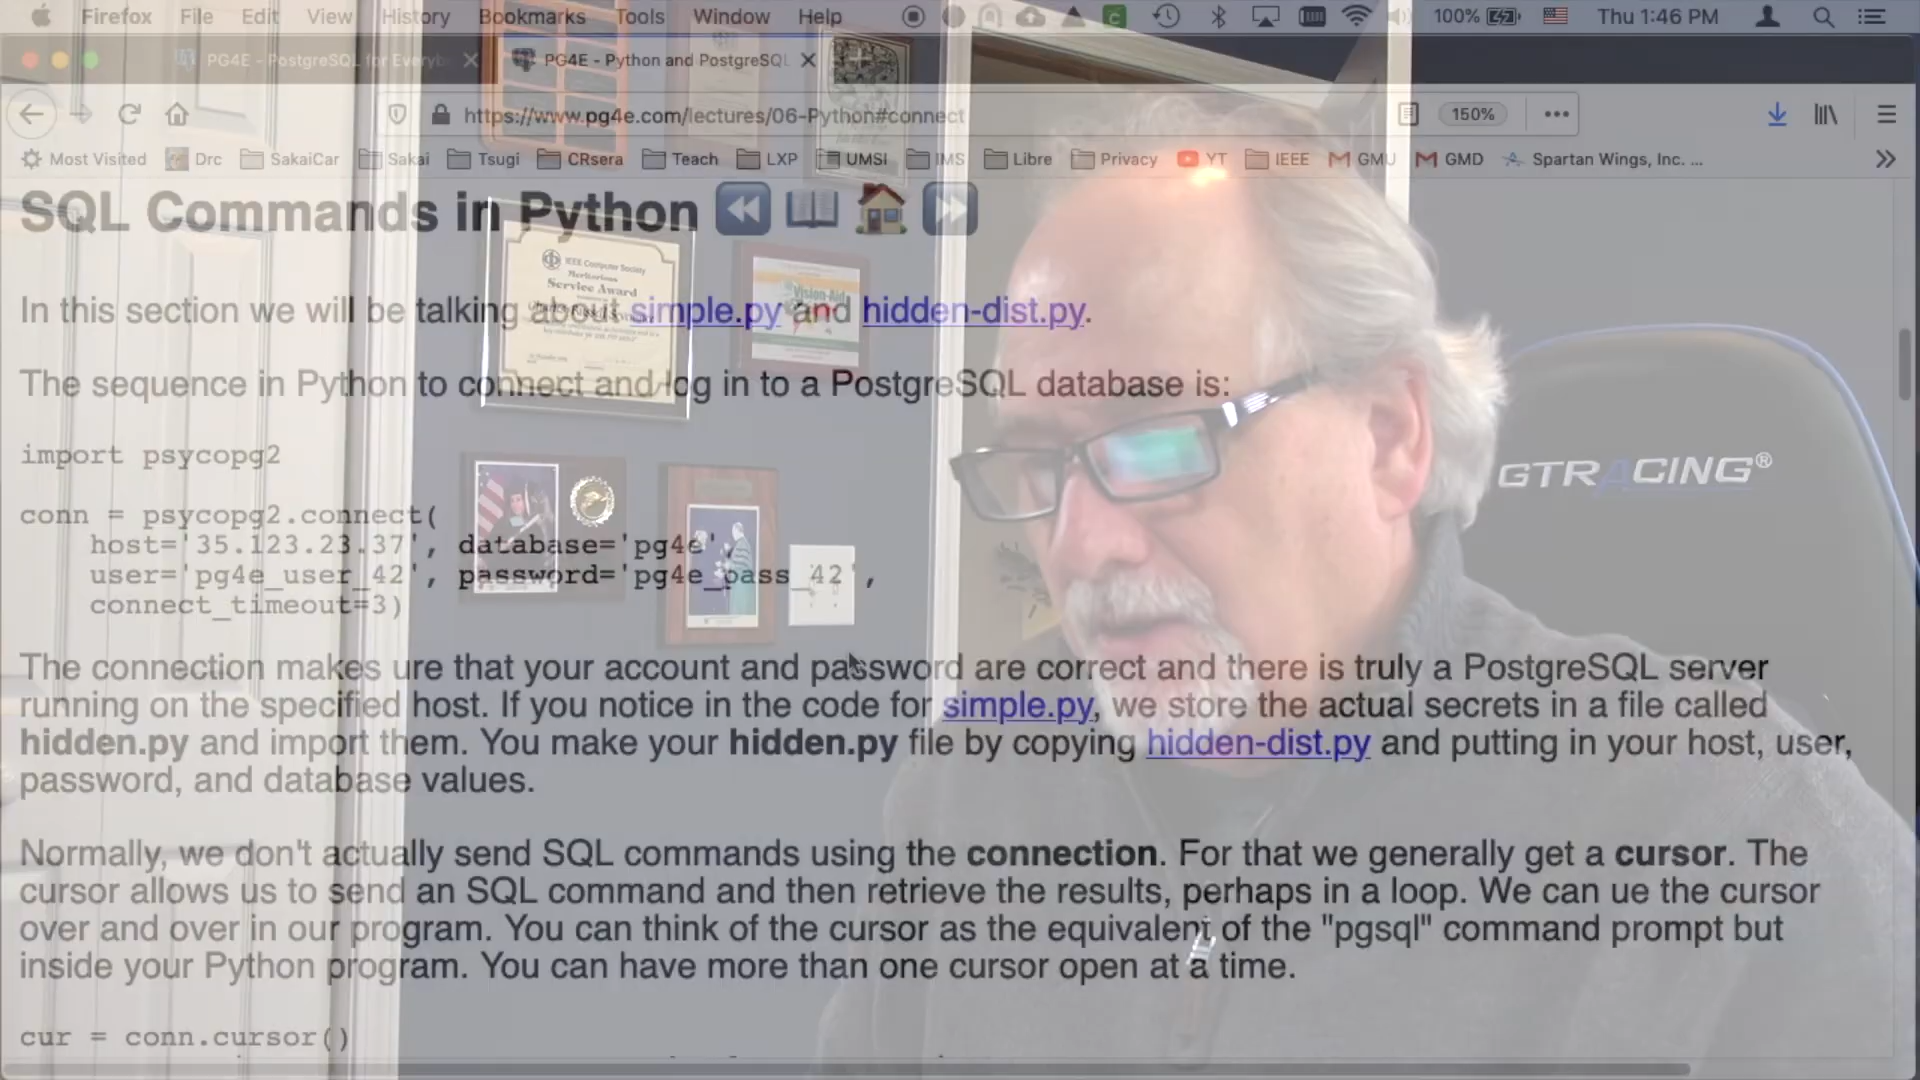 Firefox File Edit View History Bookmarks Tools Window Help 100% Thu 1:46 PM
PG4E - PostgreSQL for Everyb PG4E - Python and PostgreSQL
https://www.pg4e.com/lectures/06-Python#connect 150%
Most Visited Drc SakaiCar Sakai Tsugi CRsera Teach LXP UMSI IMS Libre Privacy YT IEEE GMU GMD Spartan Wings, Inc. ...
SQL Commands in Python
IEEE Computer Society
Meritorious
Service Award
Vision-Aid
In this section we will be talking about simple.py and hidden-dist.py.
The sequence in Python to connect and log in to a PostgreSQL database is:
import psycopg2
GTRACING®
conn = psycopg2.connect(
host='35.123.23.37', database='pg4e',
user='pg4e_user_42', password='pg4e_pass_42',
connect_timeout=3)
The connection makes ure that your account and password are correct and there is truly a PostgreSQL server
running on the specified host. If you notice in the code for simple.py, we store the actual secrets in a file called
hidden.py and import them. You make your hidden.py file by copying hidden-dist.py and putting in your host, user,
password, and database values.
Normally, we don't actually send SQL commands using the connection. For that we generally get a cursor. The
cursor allows us to send an SQL command and then retrieve the results, perhaps in a loop. We can ue the cursor
over and over in our program. You can think of the cursor as the equivalent of the "pgsql" command prompt but
inside your Python program. You can have more than one cursor open at a time.
cur = conn.cursor()